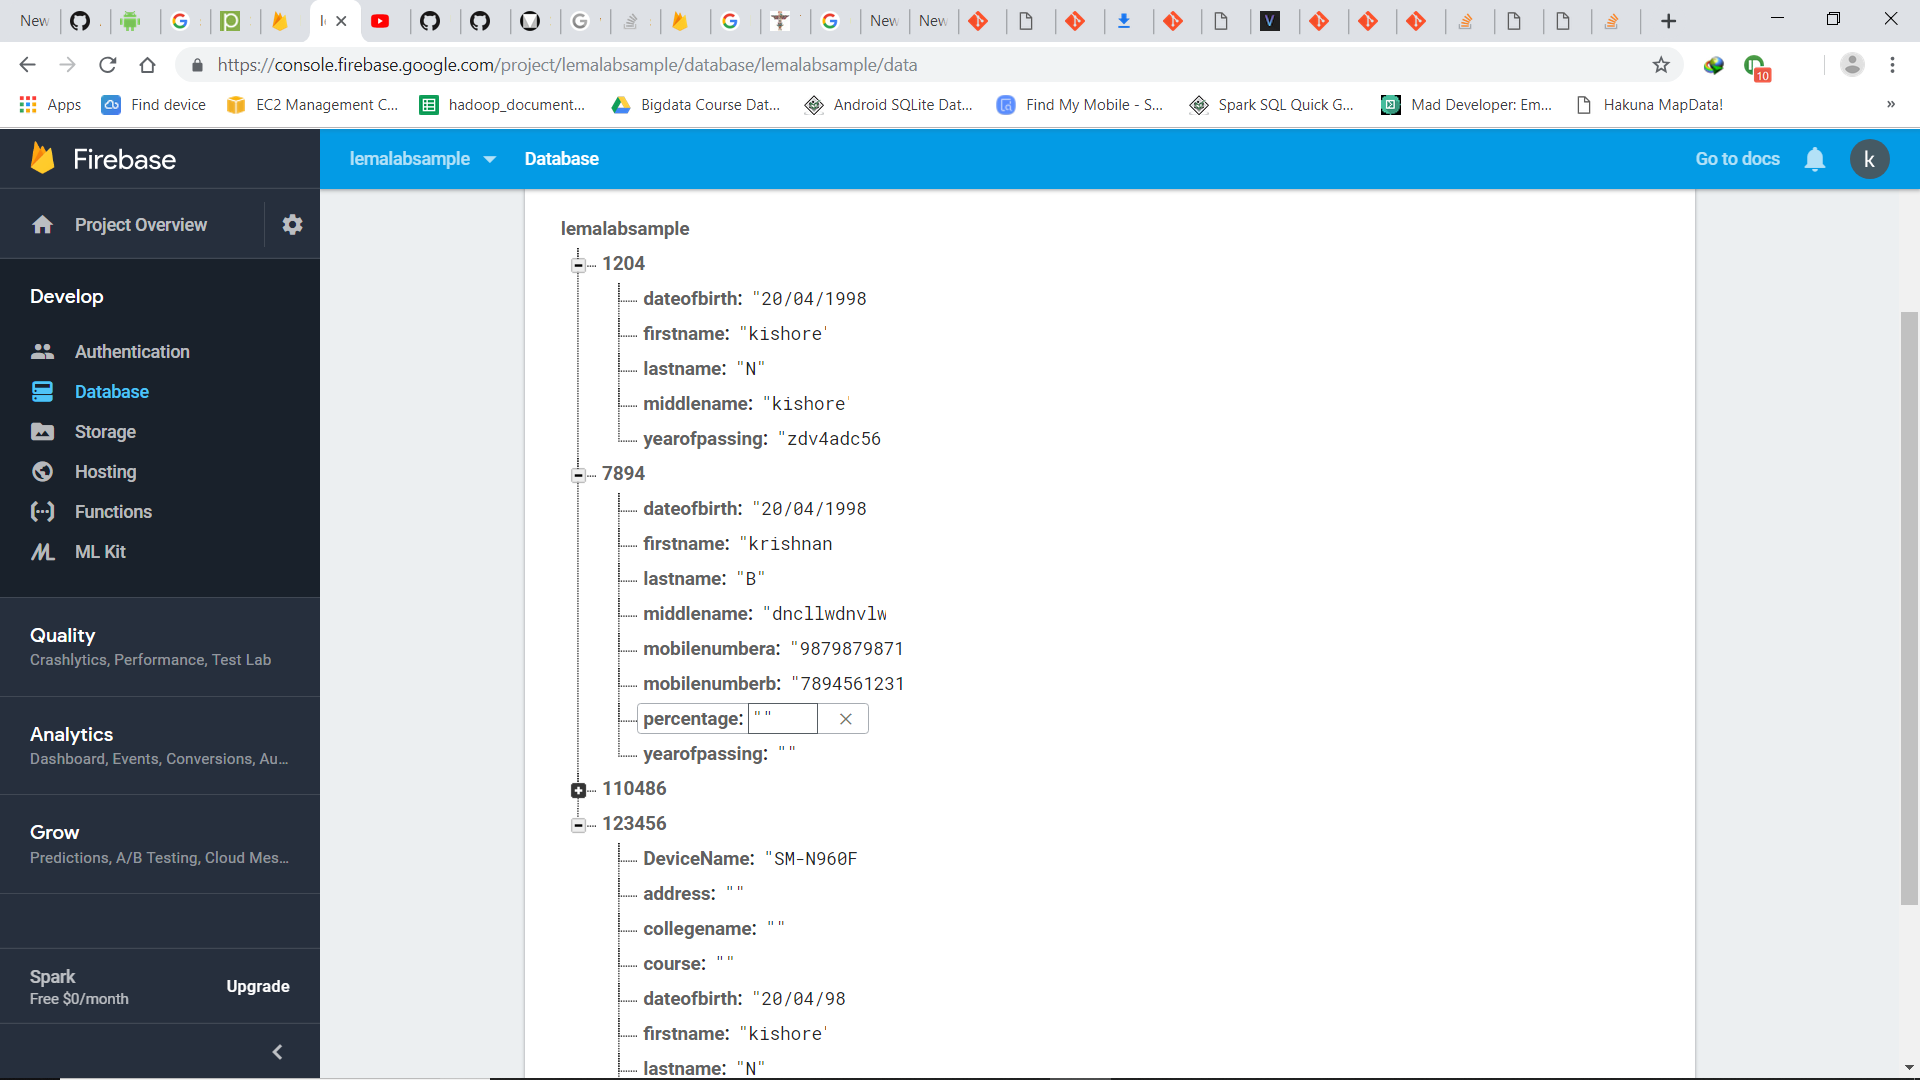 New
New
New
https://console.firebase.google.com/project/lemalabsample/database/lemalabsample/data
10
Apps
Find device
EC2 Management C...
hadoop_document...
Bigdata Course Dat...
Android SQLite Dat...
Find My Mobile - S...
Spark SQL Quick G...
Mad Developer: Em...
Hakuna MapData!
»
Firebase
lemalabsample
Database
Go to docs
k
Project Overview
Develop
Authentication
Database
Storage
Hosting
Functions
ML Kit
Quality
Crashlytics, Performance, Test Lab
Analytics
Dashboard, Events, Conversions, Au...
Grow
Predictions, A/B Testing, Cloud Mes...
Spark
Free $0/month
Upgrade
lemalabsample
1204
dateofbirth: "20/04/1998
firstname: "kishore'
lastname: "N"
middlename: "kishore'
yearofpassing: "zdv4adc56
7894
dateofbirth: "20/04/1998
firstname: "krishnan
lastname: "B"
middlename: "dncllwdnvlw
mobilenumbera: "9879879871
mobilenumberb: "7894561231
percentage: ""
yearofpassing: ""
110486
123456
DeviceName: "SM-N960F
address: ""
collegename: ""
course: ""
dateofbirth: "20/04/98
firstname: "kishore'
lastname: "N"